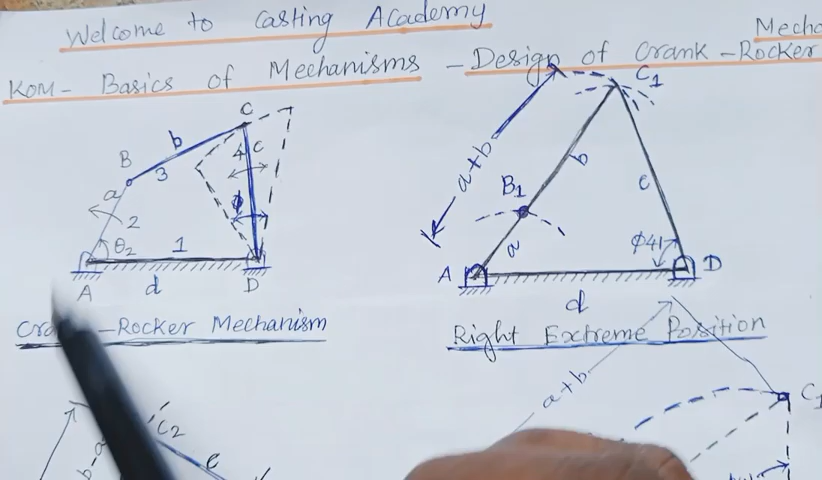 Welcome to Casting Academy
KOM- Basics of Mechanisms - Design of Crank-Rocker
C
B
b
3
4
c
a
2
ϕ
θ2
1
A
d
D
-Rocker Mechanism
C1
a+b
b
B1
c
a
ϕ41
A
D
d
Right Extreme Position
a+b
C1
C2
b-a
c